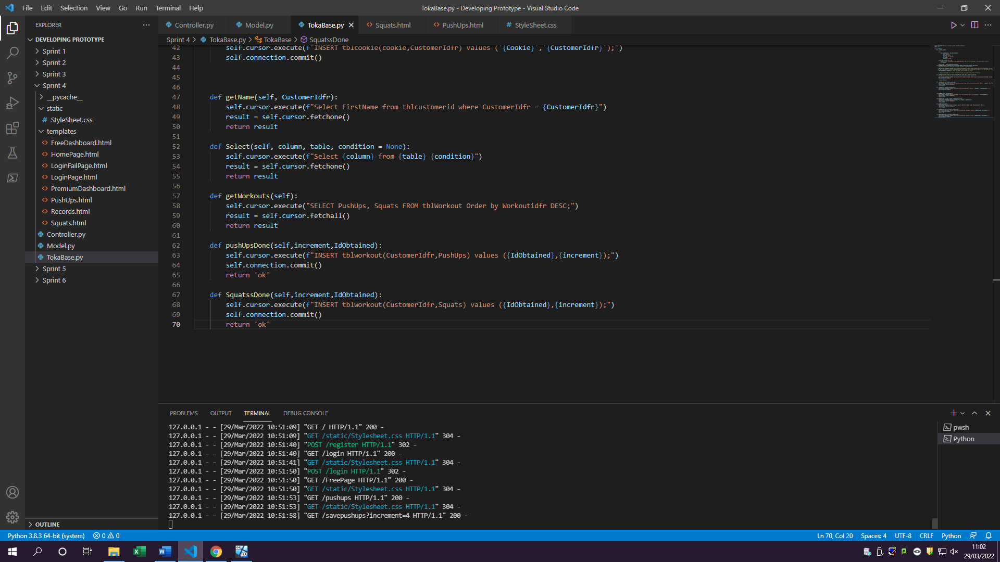 File Edit Selection View Go Run Terminal Help
TokaBase.py - Developing Prototype - Visual Studio Code
EXPLORER
DEVELOPING PROTOTYPE
Sprint 1
Sprint 2
Sprint 3
Sprint 4
__pycache__
static
# StyleSheet.css
templates
<> FreeDashboard.html
<> HomePage.html
<> LoginFailPage.html
<> LoginPage.html
<> PremiumDashboard.html
<> PushUps.html
<> Records.html
<> Squats.html
Controller.py
Model.py
TokaBase.py
Sprint 5
Sprint 6
OUTLINE
Controller.py Model.py TokaBase.py <> Squats.html <> PushUps.html # StyleSheet.css
Sprint 4 > TokaBase.py > TokaBase > SquatssDone
42 self.cursor.execute(f"INSERT tblcookie(cookie,CustomerIdfr) values ('{Cookie}','{CustomerIdfr}');")
43 self.connection.commit()
44
45
46
47 def getName(self, CustomerIdfr):
48 self.cursor.execute(f"Select FirstName from tblcustomerid where CustomerIdfr = {CustomerIdfr}")
49 result = self.cursor.fetchone()
50 return result
51
52 def Select(self, column, table, condition = None):
53 self.cursor.execute(f"Select {column} from {table} {condition}")
54 result = self.cursor.fetchone()
55 return result
56
57 def getWorkouts(self):
58 self.cursor.execute("SELECT PushUps, Squats FROM tblWorkout Order by Workoutidfr DESC;")
59 result = self.cursor.fetchall()
60 return result
61
62 def pushUpsDone(self,increment,IdObtained):
63 self.cursor.execute(f"INSERT tblworkout(CustomerIdfr,PushUps) values ({IdObtained},{increment});")
64 self.connection.commit()
65 return 'ok'
66
67 def SquatssDone(self,increment,IdObtained):
68 self.cursor.execute(f"INSERT tblworkout(CustomerIdfr,Squats) values ({IdObtained},{increment});")
69 self.connection.commit()
70 return 'ok'
PROBLEMS OUTPUT TERMINAL DEBUG CONSOLE
127.0.0.1 - - [29/Mar/2022 10:51:09] "GET / HTTP/1.1" 200 -
127.0.0.1 - - [29/Mar/2022 10:51:09] "GET /static/Stylesheet.css HTTP/1.1" 304 -
127.0.0.1 - - [29/Mar/2022 10:51:40] "POST /register HTTP/1.1" 302 -
127.0.0.1 - - [29/Mar/2022 10:51:40] "GET /login HTTP/1.1" 200 -
127.0.0.1 - - [29/Mar/2022 10:51:41] "GET /static/Stylesheet.css HTTP/1.1" 304 -
127.0.0.1 - - [29/Mar/2022 10:51:50] "POST /login HTTP/1.1" 302 -
127.0.0.1 - - [29/Mar/2022 10:51:50] "GET /FreePage HTTP/1.1" 200 -
127.0.0.1 - - [29/Mar/2022 10:51:50] "GET /static/Stylesheet.css HTTP/1.1" 304 -
127.0.0.1 - - [29/Mar/2022 10:51:53] "GET /pushups HTTP/1.1" 200 -
127.0.0.1 - - [29/Mar/2022 10:51:53] "GET /static/Stylesheet.css HTTP/1.1" 304 -
127.0.0.1 - - [29/Mar/2022 10:51:58] "GET /savepushups?increment=4 HTTP/1.1" 200 -
pwsh
Python
Python 3.8.3 64-bit (system) 0 0
Ln 70, Col 20 Spaces: 4 UTF-8 CRLF Python
11:02
29/03/2022